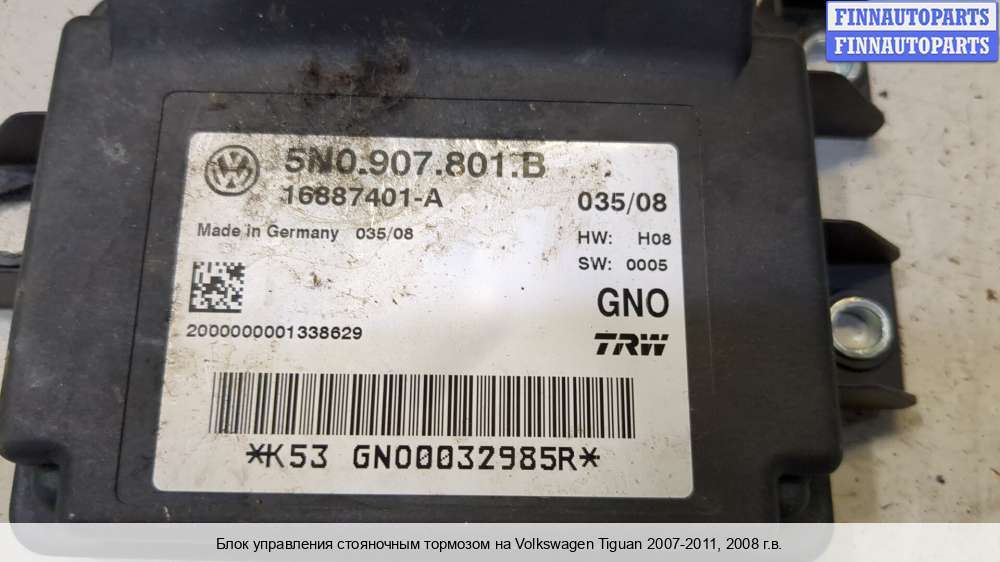 FINNAUTOPARTS
FINNAUTOPARTS
5N0.907.801.B
16887401-A
035/08
Made in Germany 035/08
HW: H08
SW: 0005
GNO
2000000001338629
TRW
*K53 GNO0032985R*
Блок управления стояночным тормозом на Volkswagen Tiguan 2007-2011, 2008 г.в.